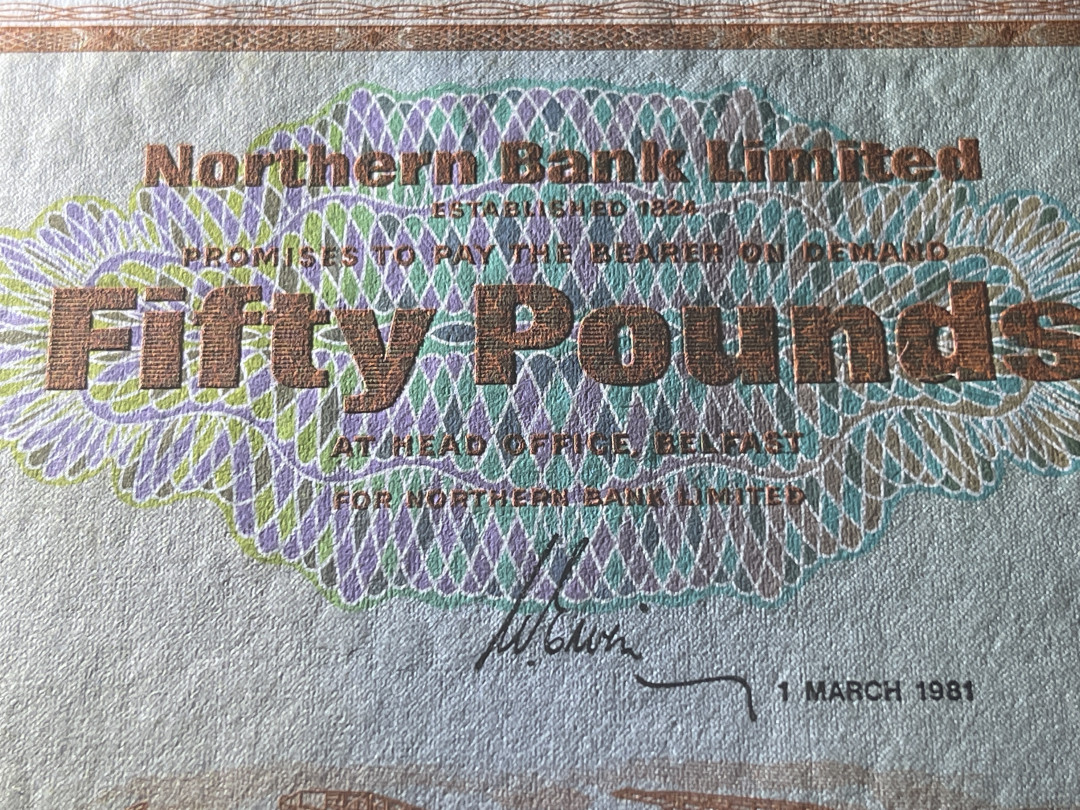 Northern Bank Limited
ESTABLISHED 1824
PROMISES TO PAY THE BEARER ON DEMAND
Fifty Pounds
AT HEAD OFFICE, BELFAST
FOR NORTHERN BANK LIMITED
1 MARCH 1981